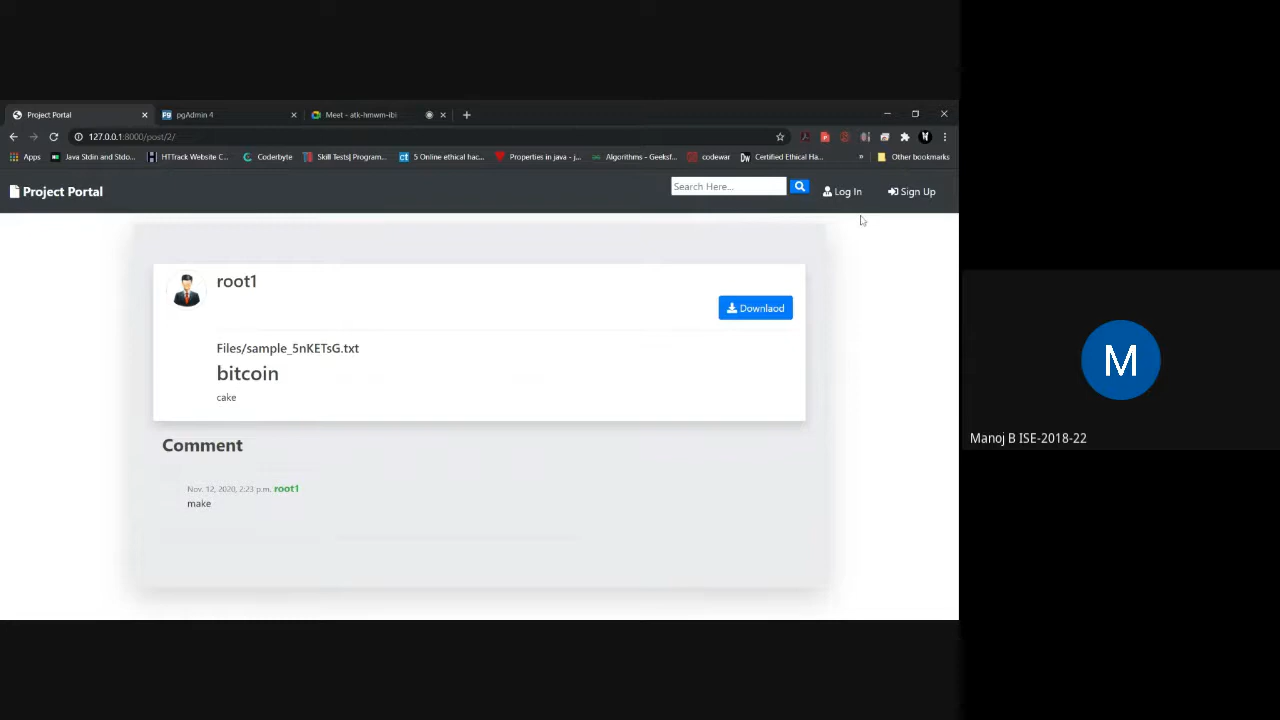 Project Portal
pgAdmin 4
Meet - atk-hmwm-ibi
127.0.0.1:8000/post/2/
Apps
Java Stdin and Stdo...
HTTrack Website C...
Coderbyte
Skill Tests| Program...
5 Online ethical hac...
Properties in java - j...
Algorithms - Geeksf...
codewar
Certified Ethical Ha...
»
Other bookmarks
Project Portal
Search Here...
Log In
Sign Up
root1
Downlaod
Files/sample_5nKETsG.txt
bitcoin
cake
Comment
Nov. 12, 2020, 2:23 p.m. root1
make
M
Manoj B ISE-2018-22